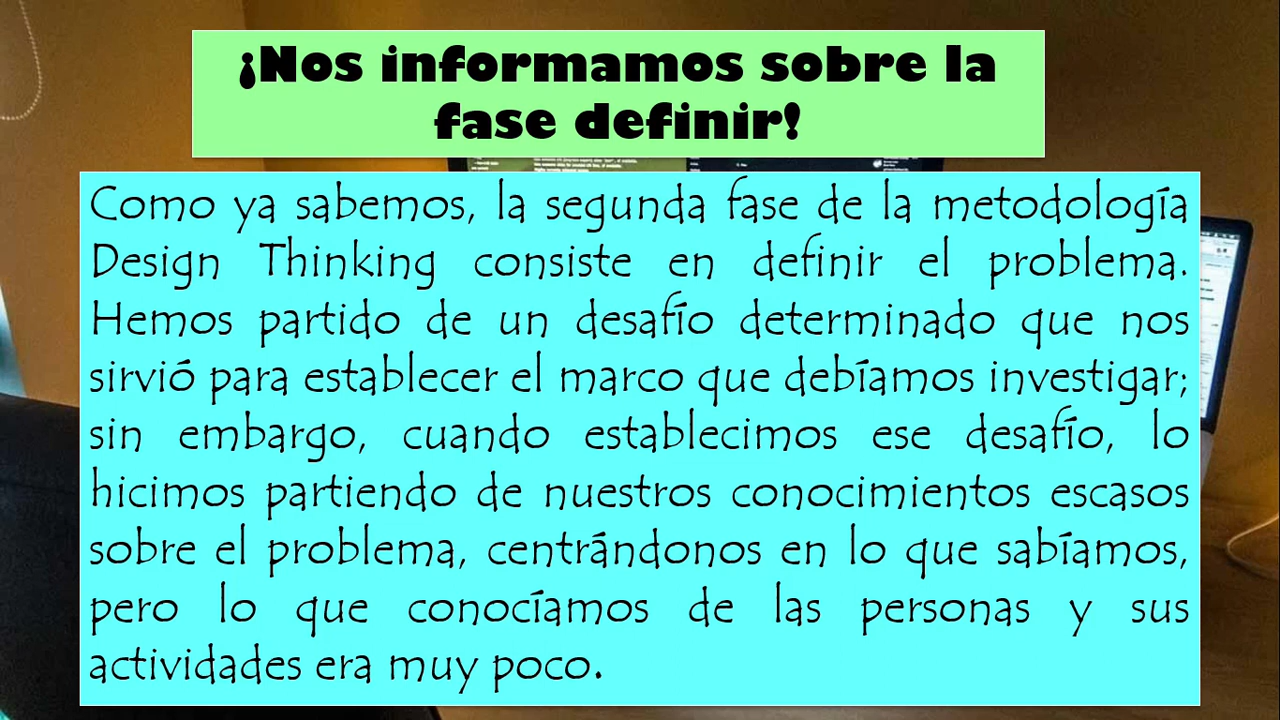 ¡Nos informamos sobre la
fase definir!
Como ya sabemos, la segunda fase de la metodología
Design Thinking consiste en definir el problema.
Hemos partido de un desafío determinado que nos
sirvió para establecer el marco que debíamos investigar;
sin embargo, cuando establecimos ese desafío, lo
hicimos partiendo de nuestros conocimientos escasos
sobre el problema, centrándonos en lo que sabíamos,
pero lo que conocíamos de las personas y sus
actividades era muy poco.